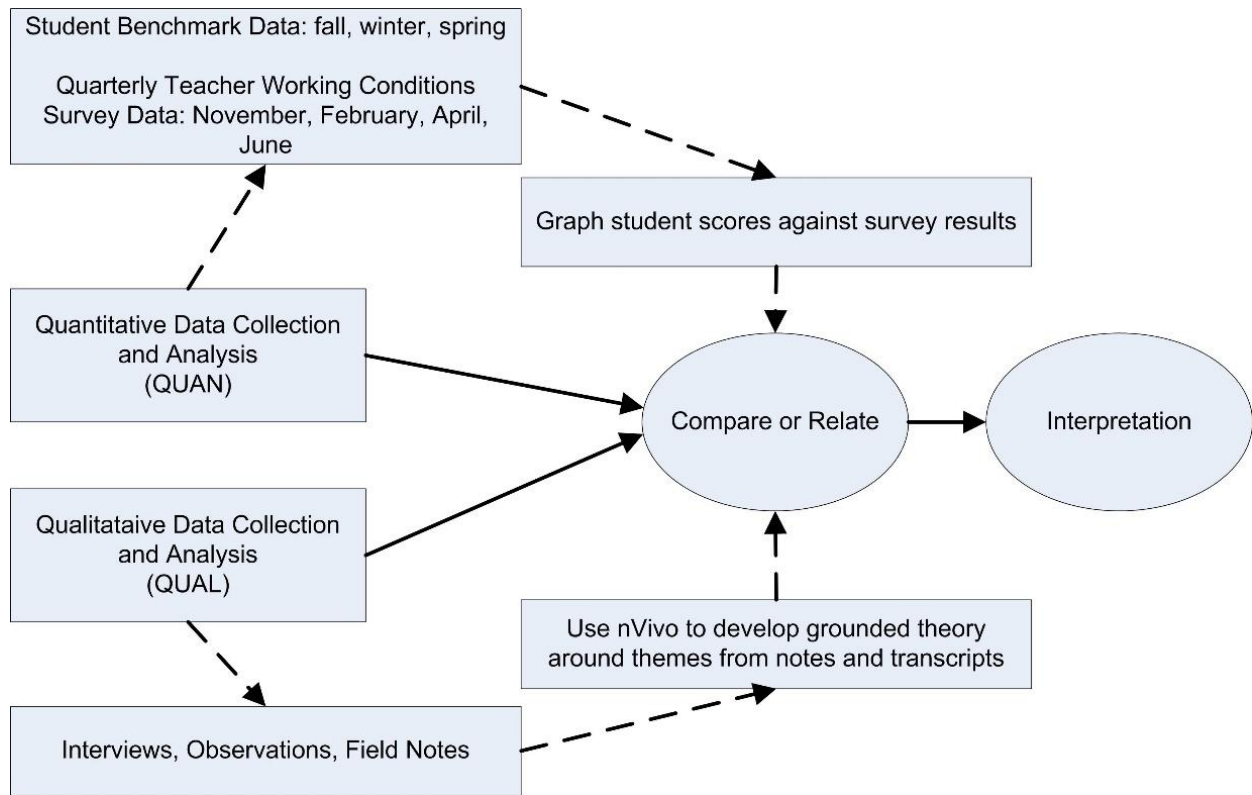 Student Benchmark Data: fall, winter, spring
Quarterly Teacher Working Conditions
Survey Data: November, February, April,
June
Graph student scores against survey results
Quantitative Data Collection
and Analysis
(QUAN)
Compare or Relate
Interpretation
Qualitataive Data Collection
and Analysis
(QUAL)
Use nVivo to develop grounded theory
around themes from notes and transcripts
Interviews, Observations, Field Notes